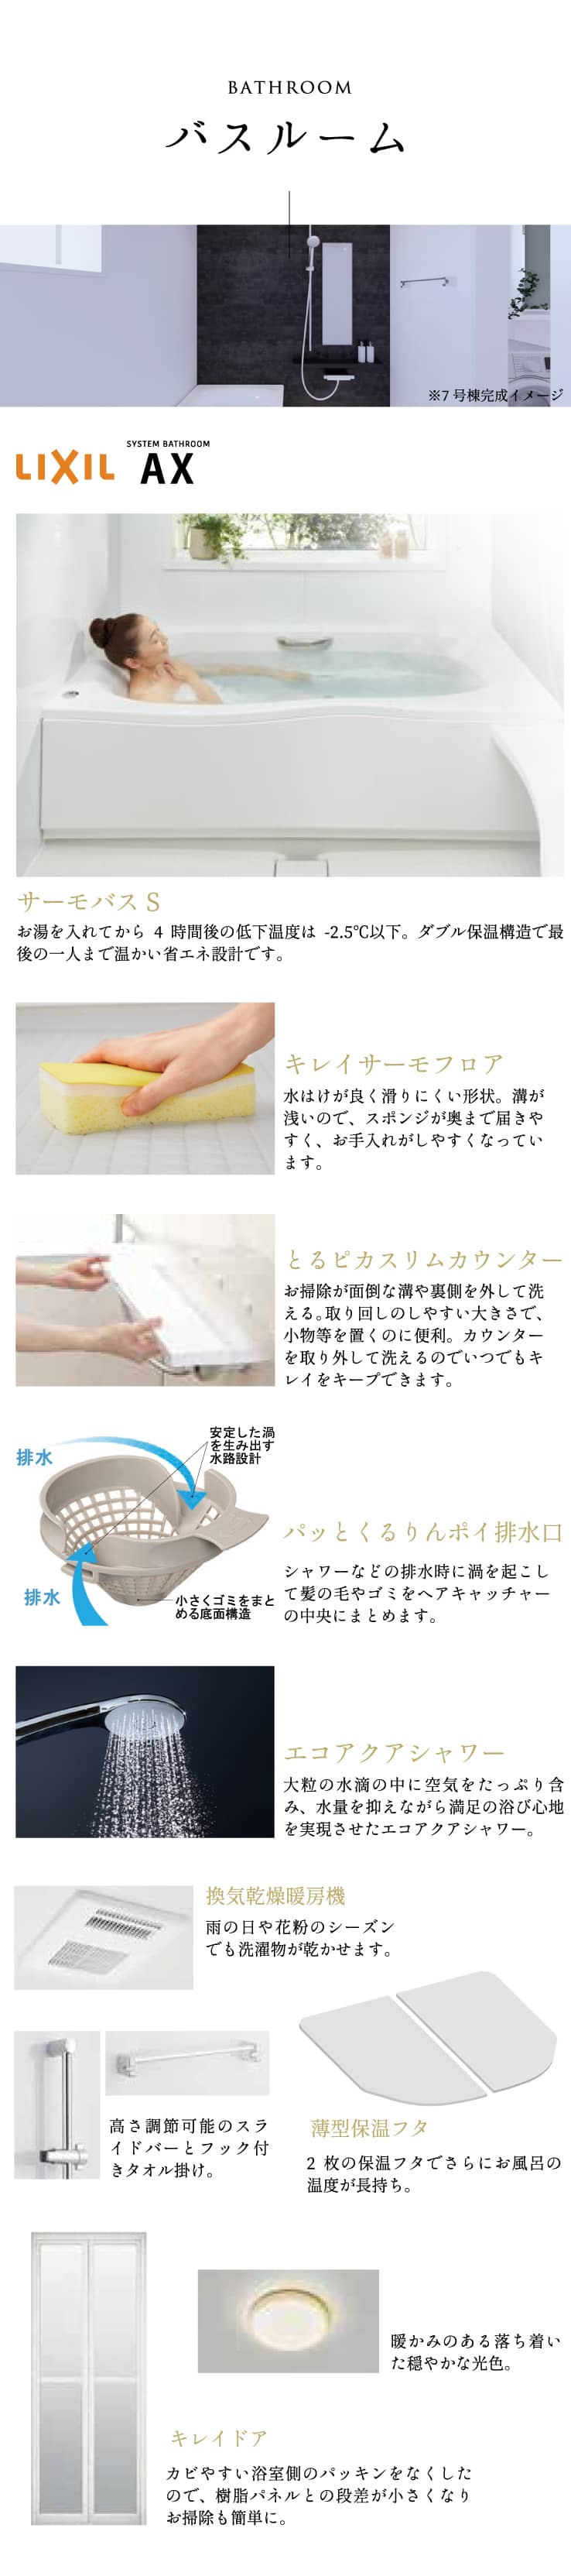 BATHROOM
バスルーム
※7号棟完成イメージ
LIXIL
SYSTEM BATHROOM
AX
サーモバス S
お湯を入れてから 4 時間後の低下温度は -2.5℃以下。ダブル保温構造で最
後の一人まで温かい省エネ設計です。
キレイサーモフロア
水はけが良く滑りにくい形状。溝が
浅いので、スポンジが奥まで届きや
すく、お手入れがしやすくなってい
ます。
とるピカスリムカウンター
お掃除が面倒な溝や裏側を外して洗
える。取り回しのしやすい大きさで、
小物等を置くのに便利。カウンター
を取り外して洗えるのでいつでもキ
レイをキープできます。
安定した渦
を生み出す
水路設計
排水
排水
小さくゴミをまと
める底面構造
パッとくるりんポイ排水口
シャワーなどの排水時に渦を起こし
て髪の毛やゴミをヘアキャッチャー
の中央にまとめます。
エコアクアシャワー
大粒の水滴の中に空気をたっぷり含
み、水量を抑えながら満足の浴び心地
を実現させたエコアクアシャワー。
換気乾燥暖房機
雨の日や花粉のシーズン
でも洗濯物が乾かせます。
高さ調節可能のスラ
イドバーとフック付
きタオル掛け。
薄型保温フタ
2 枚の保温フタでさらにお風呂の
温度が長持ち。
暖かみのある落ち着い
た穏やかな光色。
キレイドア
カビやすい浴室側のパッキンをなくした
ので、樹脂パネルとの段差が小さくなり
お掃除も簡単に。